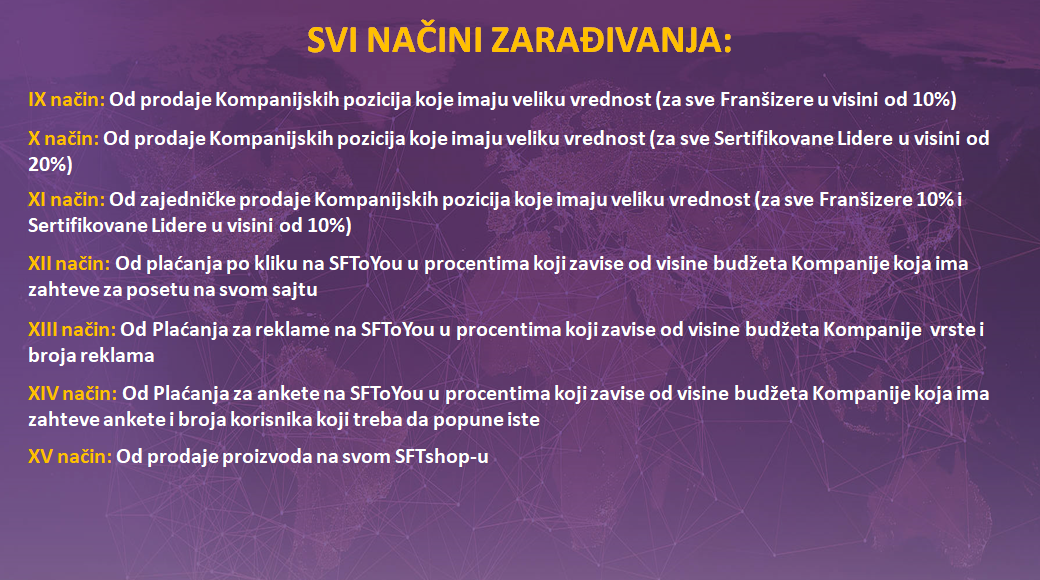 SVI NAČINI ZARAĐIVANJA:
IX način: Od prodaje Kompanijskih pozicija koje imaju veliku vrednost (za sve Franšizere u visini od 10%)
X način: Od prodaje Kompanijskih pozicija koje imaju veliku vrednost (za sve Sertifikovane Lidere u visini od
20%)
XI način: Od zajedničke prodaje Kompanijskih pozicija koje imaju veliku vrednost (za sve Franšizere 10% i
Sertifikovane Lidere u visini od 10%)
XII način: Od plaćanja po kliku na SFToYou u procentima koji zavise od visine budžeta Kompanije koja ima
zahteve za posetu na svom sajtu
XIII način: Od Plaćanja za reklame na SFToYou u procentima koji zavise od visine budžeta Kompanije vrste i
broja reklama
XIV način: Od Plaćanja za ankete na SFToYou u procentima koji zavise od visine budžeta Kompanije koja ima
zahteve ankete i broja korisnika koji treba da popune iste
XV način: Od prodaje proizvoda na svom SFTshop-u